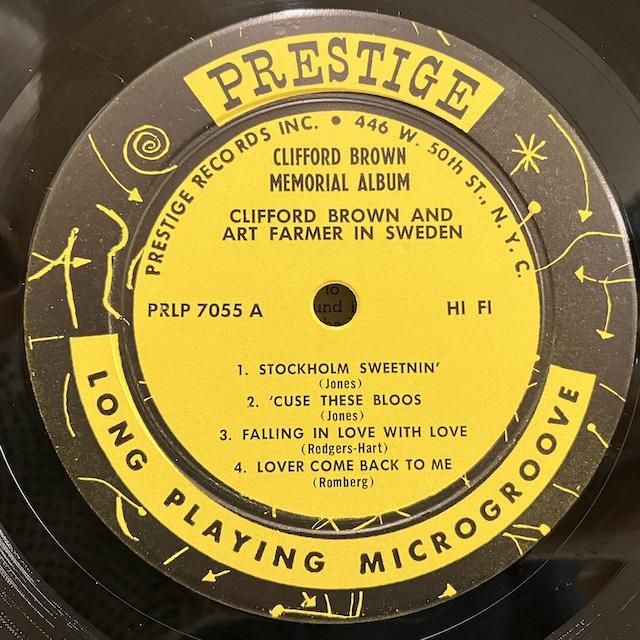 PRESTIGE
PRESTIGE RECORDS INC. • 446 W. 50th ST., N.Y.C.
CLIFFORD BROWN
MEMORIAL ALBUM
CLIFFORD BROWN AND
ART FARMER IN SWEDEN
PRLP 7055 A
HI FI
to
und i
1. STOCKHOLM SWEETNIN'
(Jones)
2. 'CUSE THESE BLOOS
(Jones)
3. FALLING IN LOVE WITH LOVE
(Rodgers-Hart)
4. LOVER COME BACK TO ME
(Romberg)
LONG PLAYING MICROGROOVE